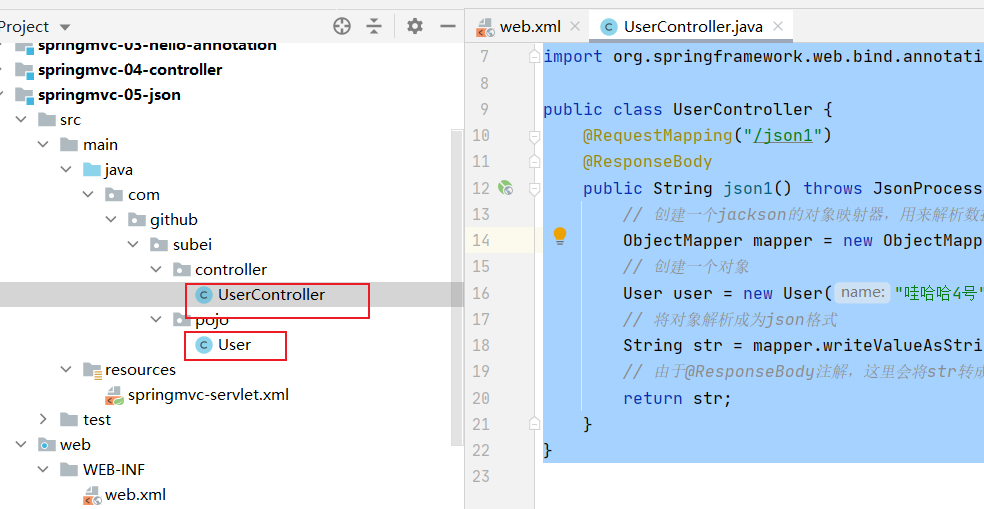 Project
springmvc-03-hello-annotation
springmvc-04-controller
springmvc-05-json
src
main
java
com
github
subei
controller
UserController
pojo
User
resources
springmvc-servlet.xml
test
web
WEB-INF
web.xml
web.xml
UserController.java
7 import org.springframework.web.bind.annotati
8
9 public class UserController {
10 @RequestMapping("/json1")
11 @ResponseBody
12 public String json1() throws JsonProcess
13 // 创建一个jackson的对象映射器，用来解析数据
14 ObjectMapper mapper = new ObjectMapp
15 // 创建一个对象
16 User user = new User( name: "哇哈哈4号"
17 // 将对象解析成为json格式
18 String str = mapper.writeValueAsStri
19 // 由于@ResponseBody注解，这里会将str转成
20 return str;
21 }
22 }
23